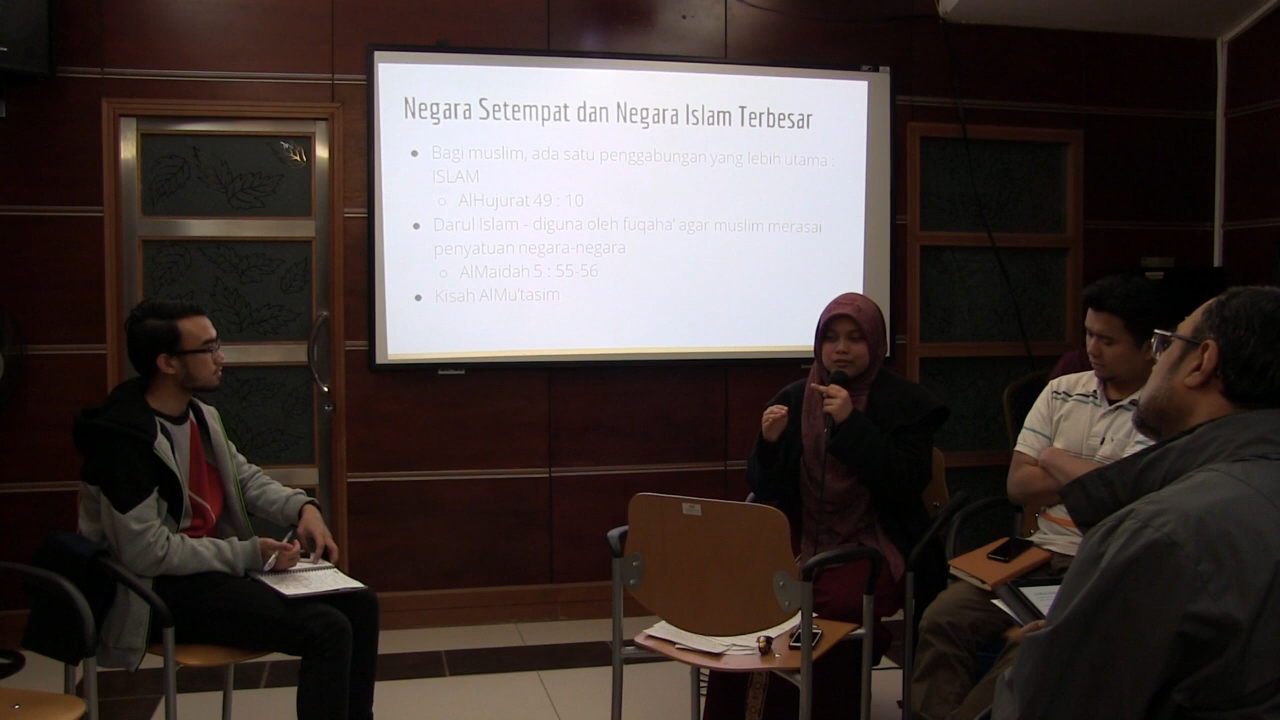 Negara Setempat dan Negara Islam Terbesar
Bagi muslim, ada satu penggabungan yang lebih utama :
ISLAM
AlHujurat 49 : 10
Darul Islam - diguna oleh fuqaha' agar muslim merasai
penyatuan negara-negara
AlMaidah 5 : 55-56
Kisah AlMu'tasim